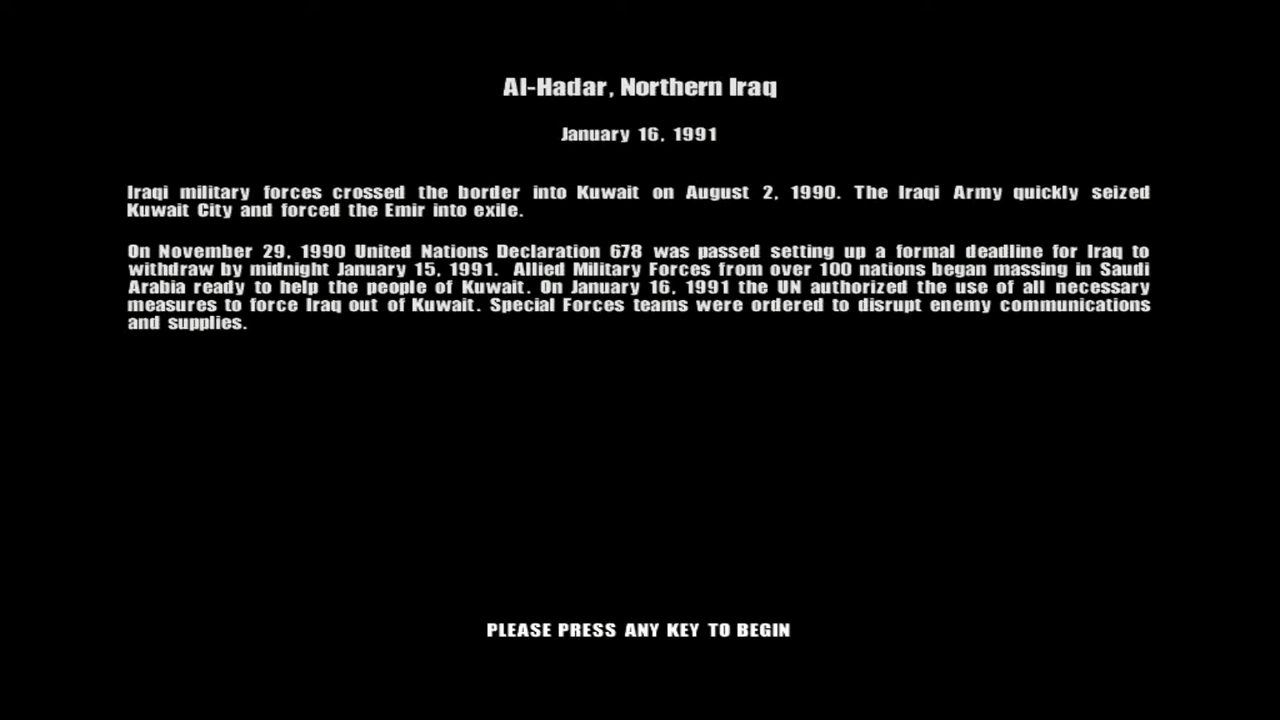 Al-Hadar, Northern Iraq
January 16, 1991
Iraqi military forces crossed the border into Kuwait on August 2, 1990. The Iraqi Army quickly seized
Kuwait City and forced the Emir into exile.
On November 29, 1990 United Nations Declaration 678 was passed setting up a formal deadline for Iraq to
withdraw by midnight January 15, 1991. Allied Military Forces from over 100 nations began massing in Saudi
Arabia ready to help the people of Kuwait. On January 16, 1991 the UN authorized the use of all necessary
measures to force Iraq out of Kuwait. Special Forces teams were ordered to disrupt enemy communications
and supplies.
PLEASE PRESS ANY KEY TO BEGIN